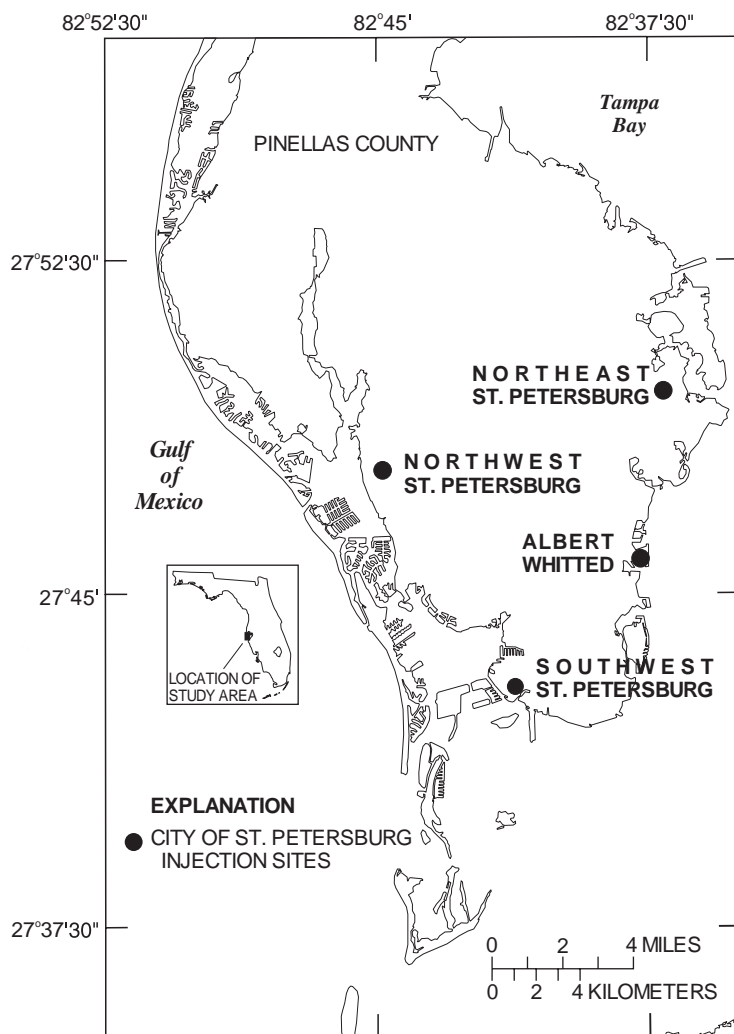 82°52'30"
82°45'
82°37'30"
Tampa
Bay
PINELLAS COUNTY
27°52'30"
NORTHEAST
ST. PETERSBURG
Gulf
of
Mexico
NORTHWEST
ST. PETERSBURG
ALBERT
WHITTED
27°45'
LOCATION OF
STUDY AREA
SOUTHWEST
ST. PETERSBURG
EXPLANATION
CITY OF ST. PETERSBURG
INJECTION SITES
27°37'30"
0 2 4 MILES
0 2 4 KILOMETERS